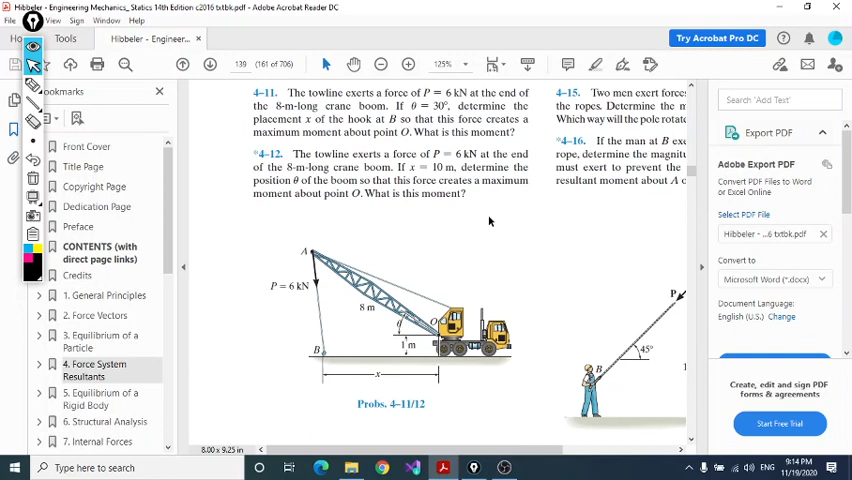 Hibbeler - Engineering Mechanics_ Statics 14th Edition c2016 txtbk.pdf - Adobe Acrobat Reader DC
File
View Sign Window Help
Tools
Hibbeler - Engineer...
Try Acrobat Pro DC
139 (161 of 706)
125%
Front Cover
Title Page
Copyright Page
Dedication Page
Preface
CONTENTS (with
direct page links)
Credits
1. General Principles
2. Force Vectors
3. Equilibrium of a
Particle
4. Force System
Resultants
5. Equilibrium of a
Rigid Body
6. Structural Analysis
7. Internal Forces
4–11. The towline exerts a force of P = 6 kN at the end of
the 8-m-long crane boom. If θ = 30°, determine the
placement x of the hook at B so that this force creates a
maximum moment about point O. What is this moment?
*4–12. The towline exerts a force of P = 6 kN at the end
of the 8-m-long crane boom. If x = 10 m, determine the
position θ of the boom so that this force creates a maximum
moment about point O. What is this moment?
A
P = 6 kN
8 m
O
θ
1 m
B
x
Probs. 4–11/12
4–15. Two men exert forces
the ropes. Determine the m
Which way will the pole rotate
*4–16. If the man at B exe
rope, determine the magnitu
must exert to prevent the
resultant moment about A o
P
45°
B
8.00 x 9.25 in
Search 'Add Text'
Export PDF
Adobe Export PDF
Convert PDF Files to Word
or Excel Online
Select PDF File
Hibbeler ...6 txtbk.pdf
Convert to
Microsoft Word (*.docx)
Document Language:
English (U.S.) Change
Create, edit and sign PDF
forms & agreements
Start Free Trial
Type here to search
ENG
9:14 PM
11/19/2020